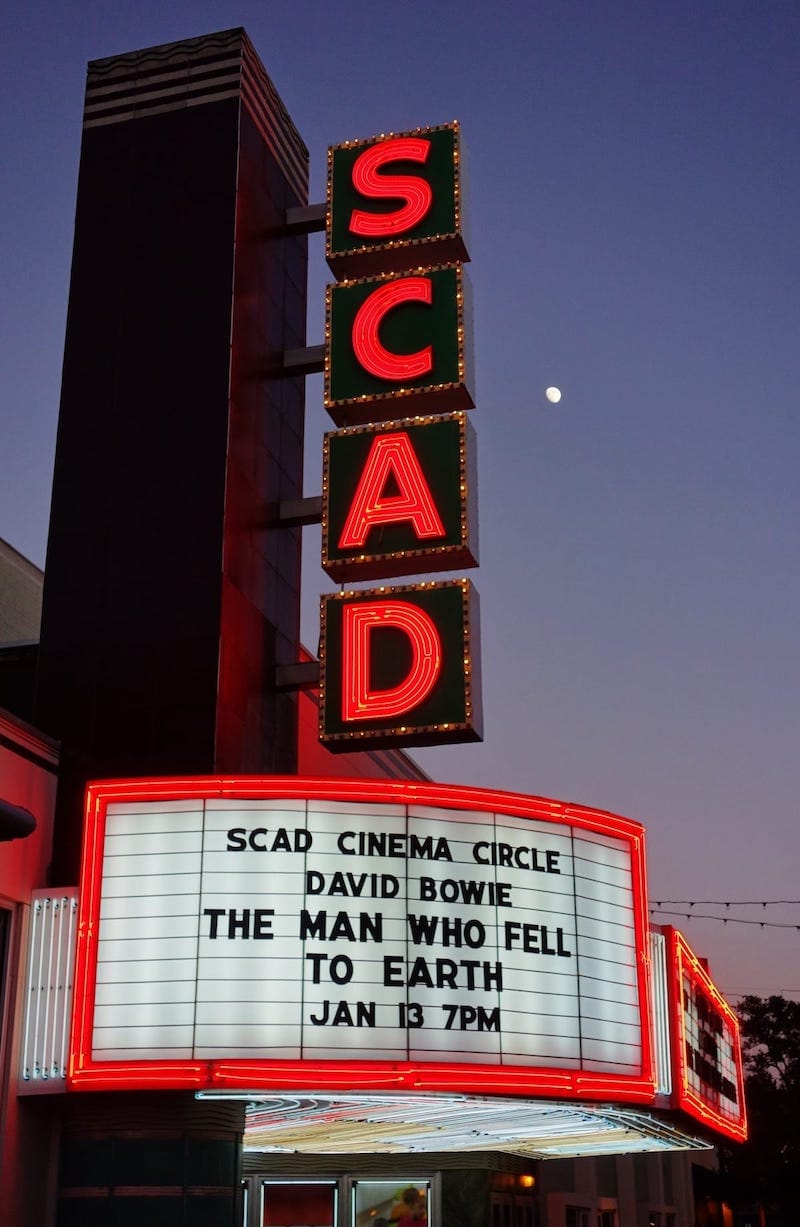 SCAD
SCAD CINEMA CIRCLE
DAVID BOWIE
THE MAN WHO FELL
TO EARTH
JAN 13 7PM